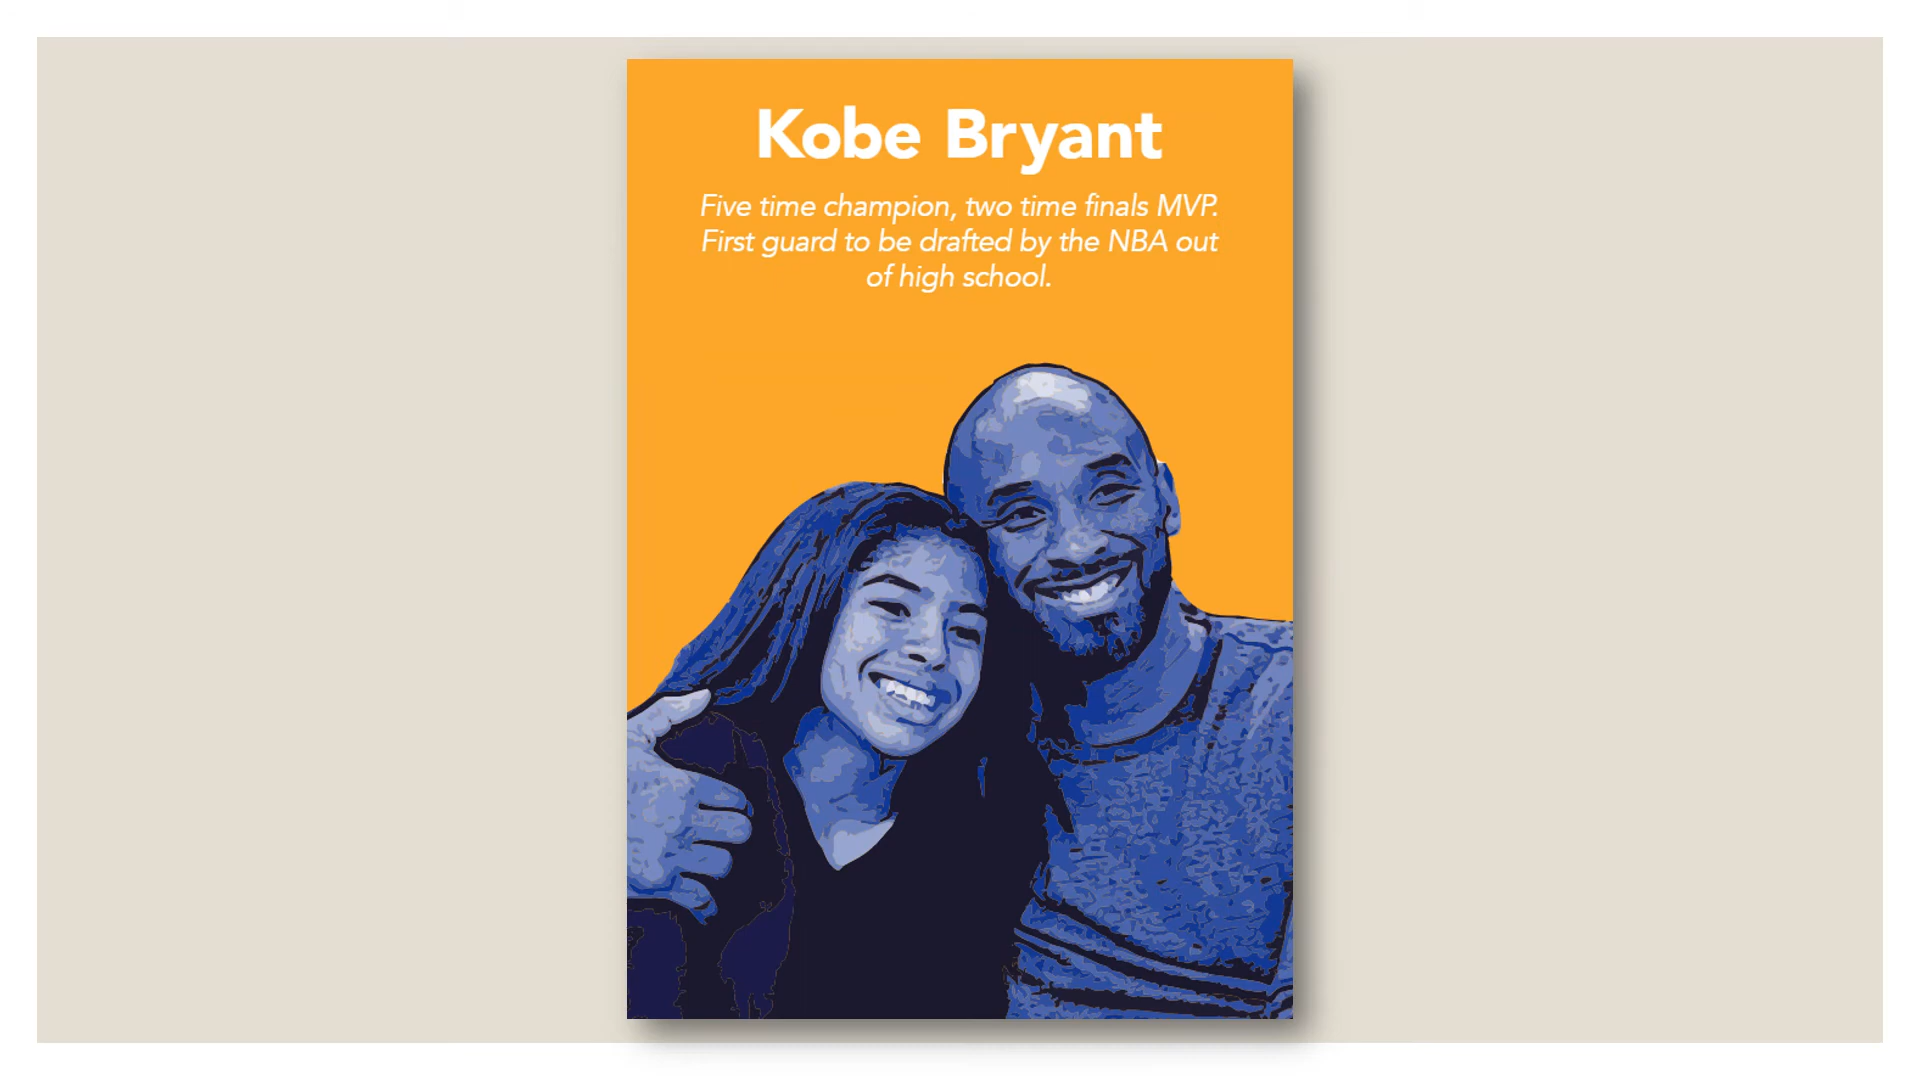 Kobe Bryant
Five time champion, two time finals MVP.
First guard to be drafted by the NBA out
of high school.